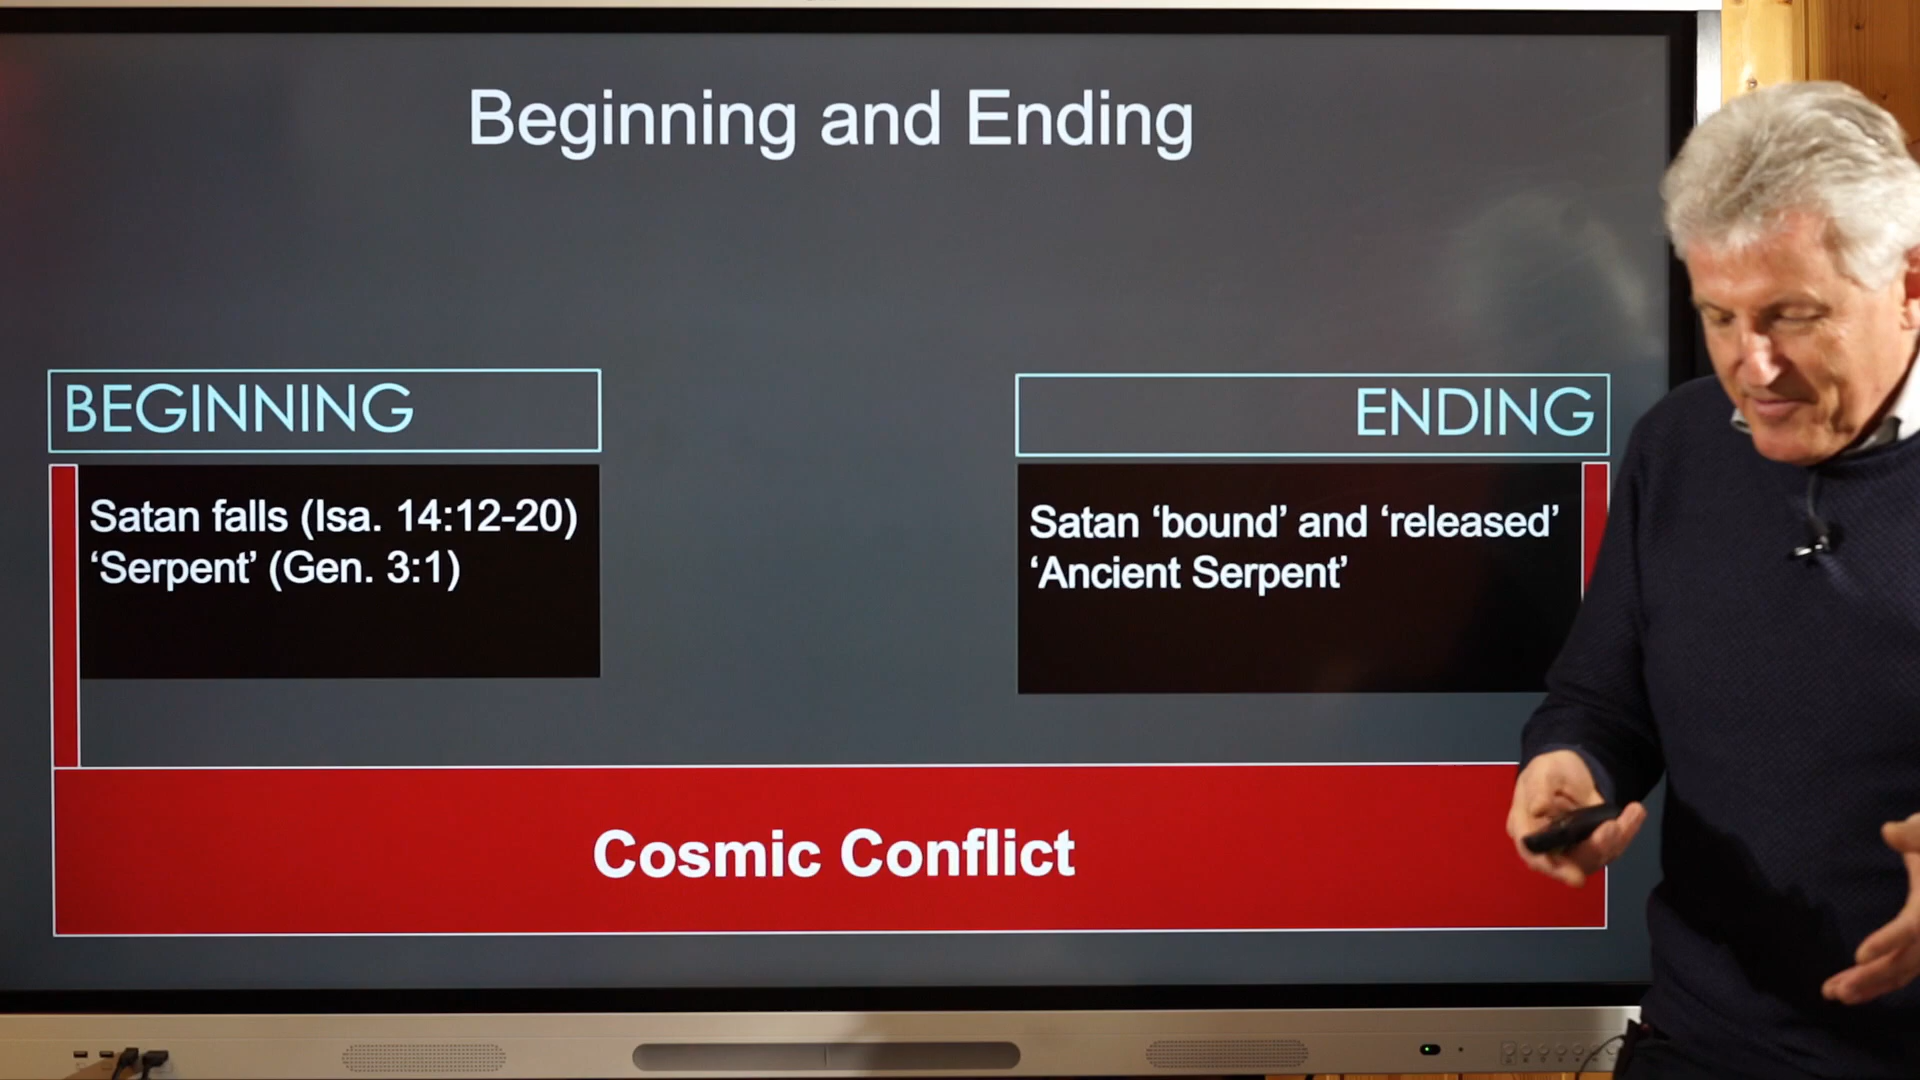 Beginning and Ending
BEGINNING
ENDING
Satan falls (Isa. 14:12-20)
‘Serpent’ (Gen. 3:1)
Satan ‘bound’ and ‘released’
‘Ancient Serpent’
Cosmic Conflict